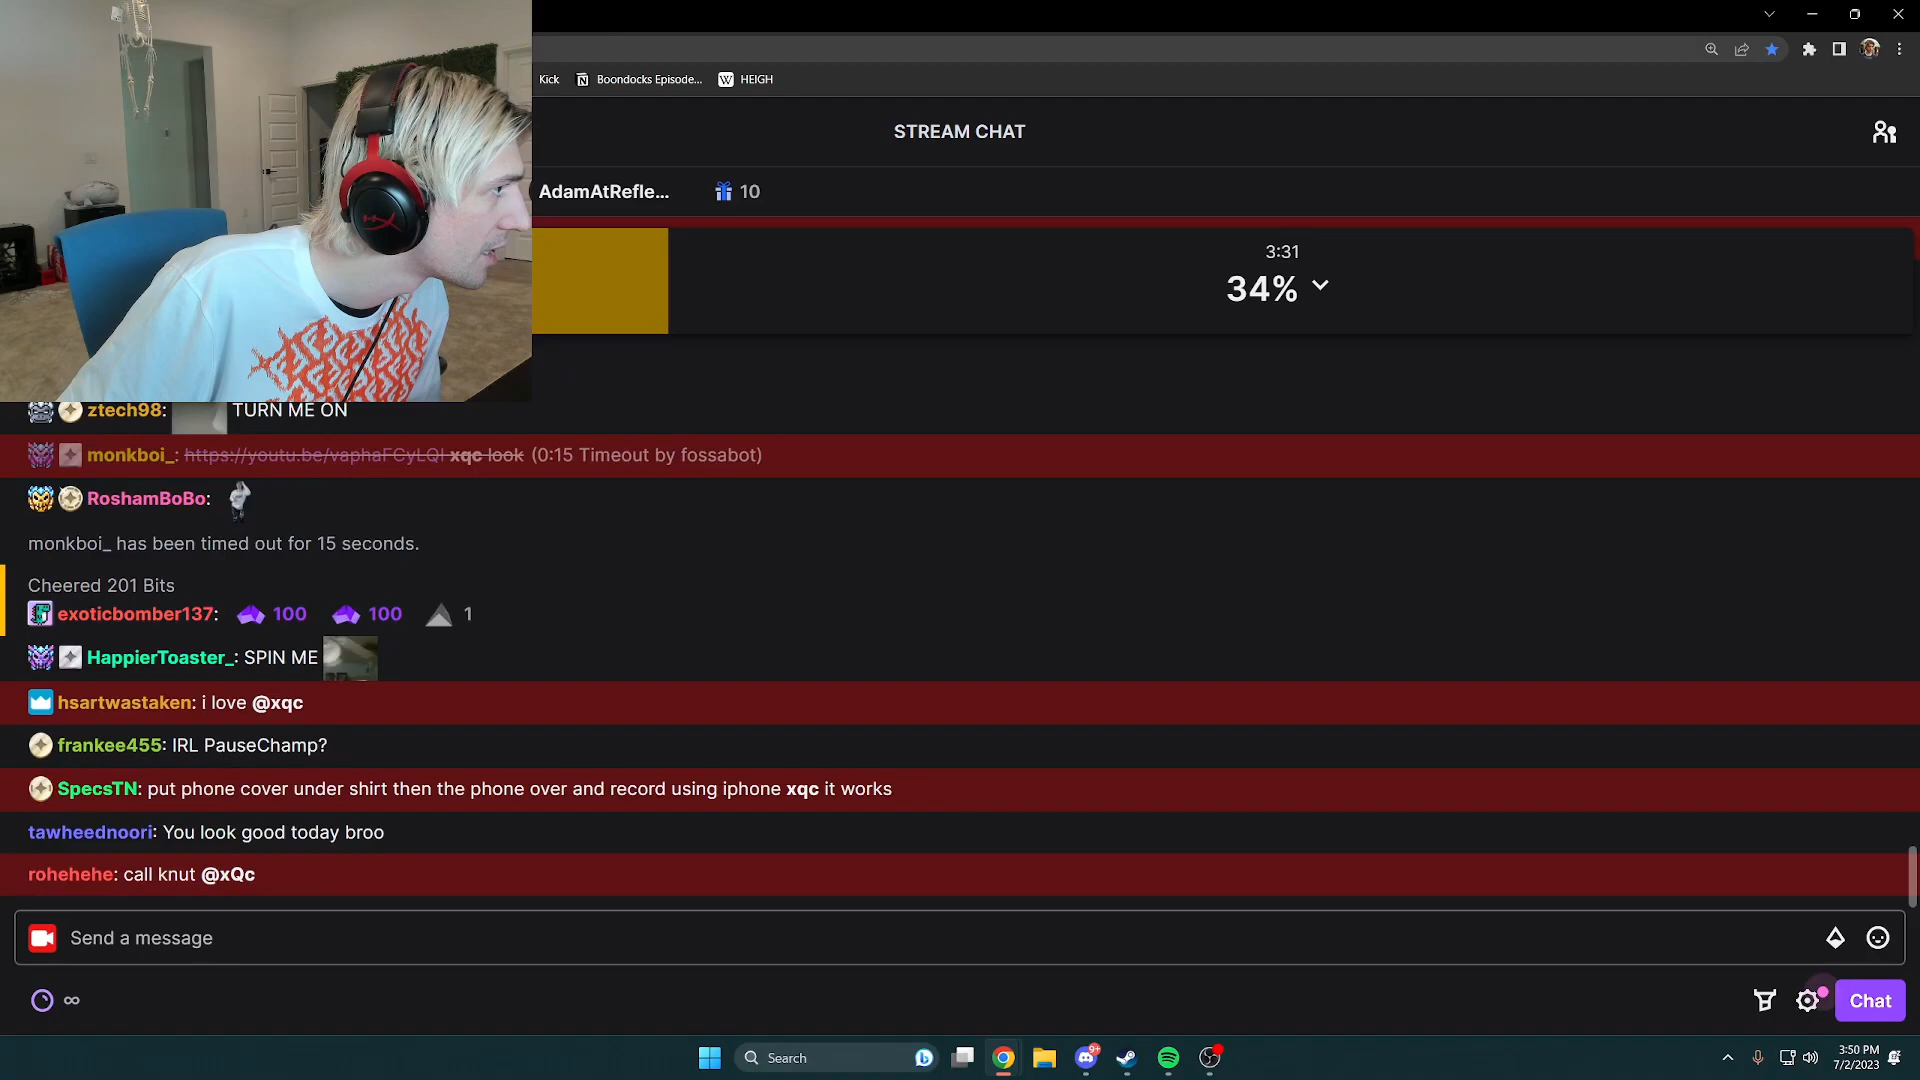 Kick Boondocks Episode... HEIGH
STREAM CHAT
AdamAtRefle... 10
3:31
34%
ztech98: TURN ME ON
monkboi_: https://youtu.be/vaphaFCyLQI xqc look (0:15 Timeout by fossabot)
RoshamBoBo:
monkboi_ has been timed out for 15 seconds.
Cheered 201 Bits
exoticbomber137: 100 100 1
HappierToaster_: SPIN ME
hsartwastaken: i love @xqc
frankee455: IRL PauseChamp?
SpecsTN: put phone cover under shirt then the phone over and record using iphone xqc it works
tawheednoori: You look good today broo
rohehehe: call knut @xQc
Send a message
∞ Chat
Search 9+ 3:50 PM
7/2/2023